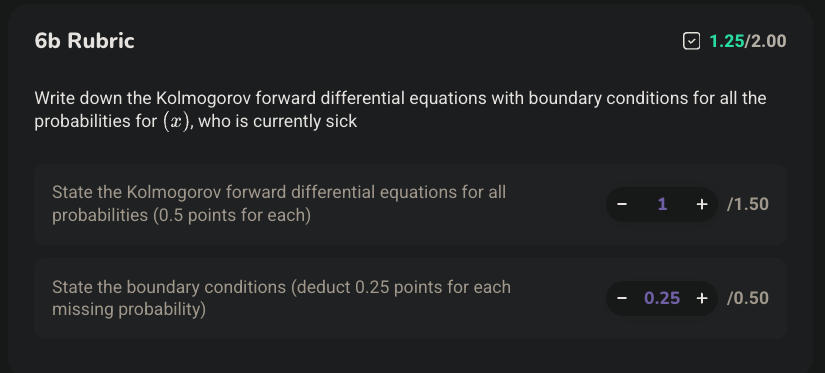 6b Rubric
1.25/2.00
Write down the Kolmogorov forward differential equations with boundary conditions for all the
probabilities for (x), who is currently sick
State the Kolmogorov forward differential equations for all
probabilities (0.5 points for each)
− 1 + /1.50
State the boundary conditions (deduct 0.25 points for each
missing probability)
− 0.25 + /0.50